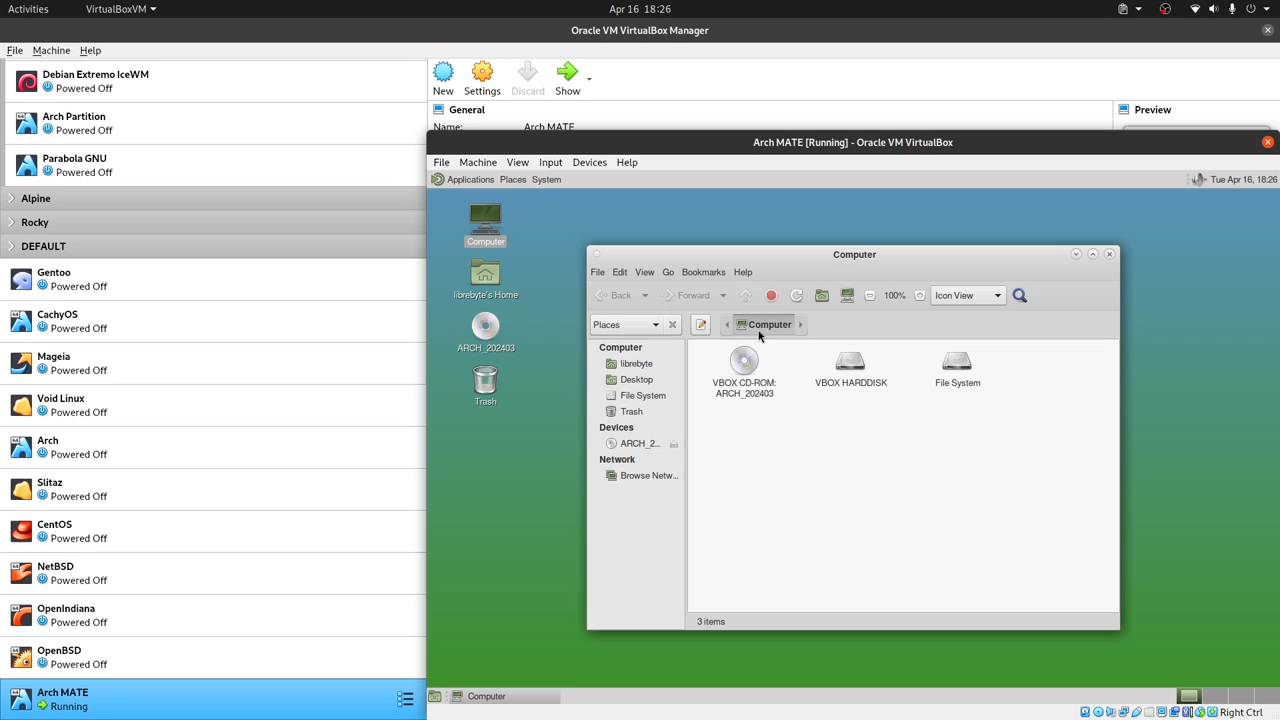 Activities VirtualBoxVM Apr 16 18:26
Oracle VM VirtualBox Manager
File Machine Help
Debian Extremo IceWM
Powered Off
Arch Partition
Powered Off
Parabola GNU
Powered Off
Alpine
Rocky
DEFAULT
Gentoo
Powered Off
CachyOS
Powered Off
Mageia
Powered Off
Void Linux
Powered Off
Arch
Powered Off
Slitaz
Powered Off
CentOS
Powered Off
NetBSD
Powered Off
OpenIndiana
Powered Off
OpenBSD
Powered Off
Arch MATE
Running
New Settings Discard Show
General
Name: Arch MATE
Preview
Arch MATE [Running] - Oracle VM VirtualBox
File Machine View Input Devices Help
Applications Places System Tue Apr 16, 18:26
Computer
librebyte's Home
ARCH_202403
Trash
Computer
File Edit View Go Bookmarks Help
Back Forward 100% Icon View
Places Computer
Computer
librebyte
Desktop
File System
Trash
Devices
ARCH_2...
Network
Browse Netw...
VBOX CD-ROM:
ARCH_202403
VBOX HARDDISK
File System
3 items
Computer
Right Ctrl